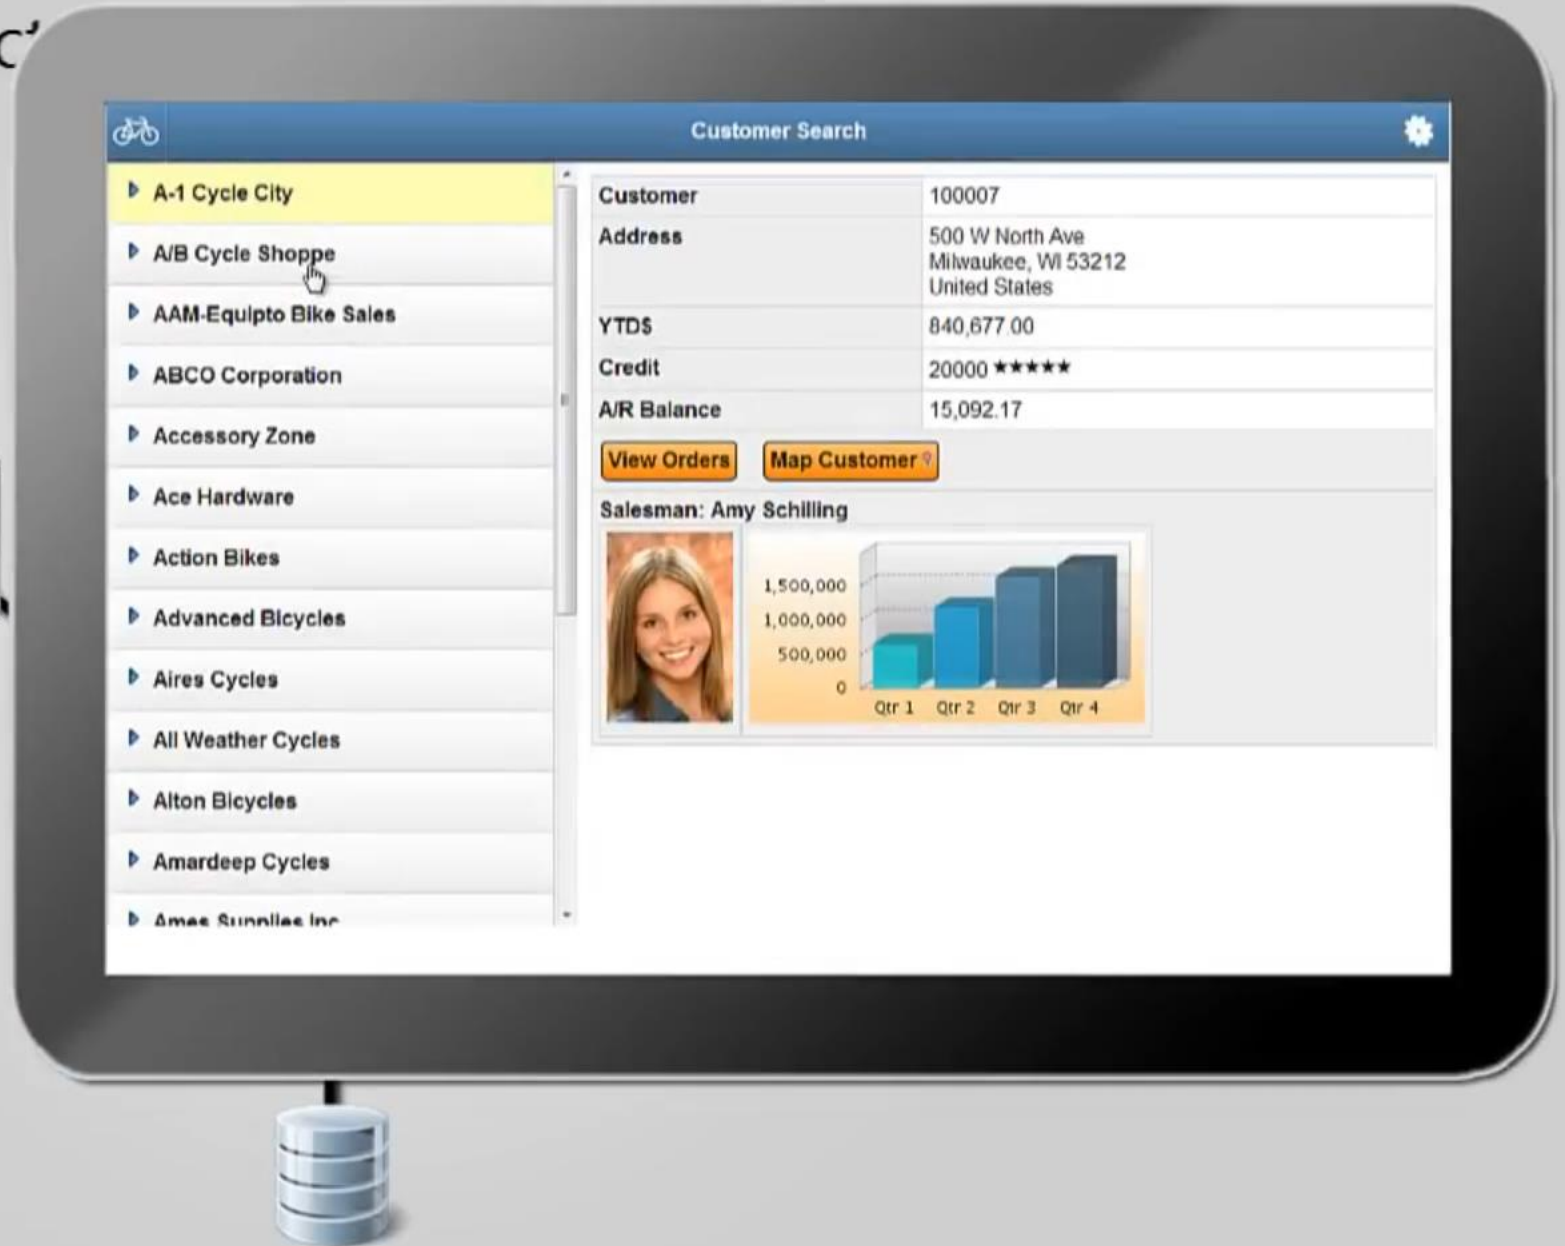 c'
Customer Search
A-1 Cycle City
A/B Cycle Shoppe
AAM-Equipto Bike Sales
ABCO Corporation
Accessory Zone
Ace Hardware
Action Bikes
Advanced Bicycles
Aires Cycles
All Weather Cycles
Alton Bicycles
Amardeep Cycles
Ames Supplies Inc
Customer 100007
Address 500 W North Ave
Milwaukee, WI 53212
United States
YTD$ 840,677.00
Credit 20000 ★★★★★
A/R Balance 15,092.17
View Orders Map Customer
Salesman: Amy Schilling
1,500,000
1,000,000
500,000
0
Qtr 1 Qtr 2 Qtr 3 Qtr 4